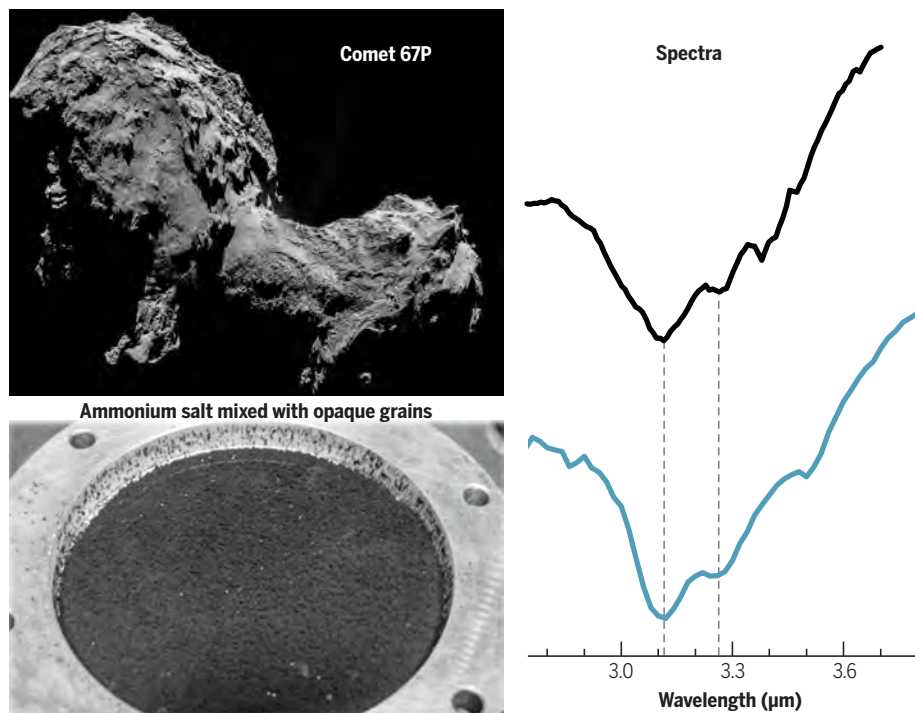 Comet 67P
Spectra
Ammonium salt mixed with opaque grains
3.0
3.3
3.6
Wavelength (µm)